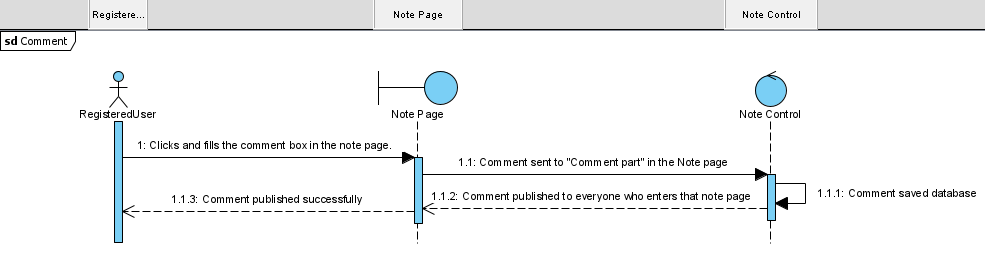 Registere...
Note Page
Note Control
sd Comment
RegisteredUser
Note Page
Note Control
1: Clicks and fills the comment box in the note page.
1.1: Comment sent to "Comment part" in the Note page
1.1.1: Comment saved database
1.1.2: Comment published to everyone who enters that note page
1.1.3: Comment published successfully